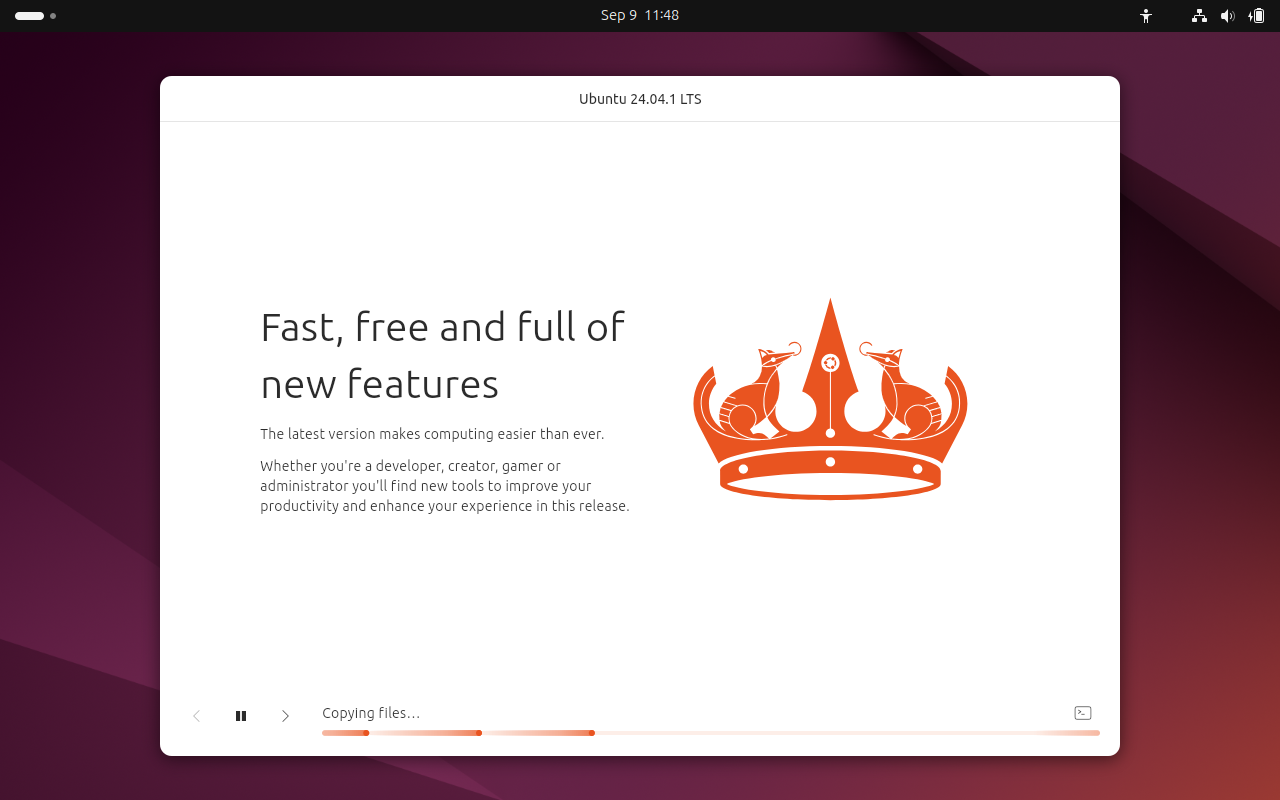 Sep 9 11:48
Ubuntu 24.04.1 LTS
Fast, free and full of
new features
The latest version makes computing easier than ever.
Whether you're a developer, creator, gamer or
administrator you'll find new tools to improve your
productivity and enhance your experience in this release.
Copying files…